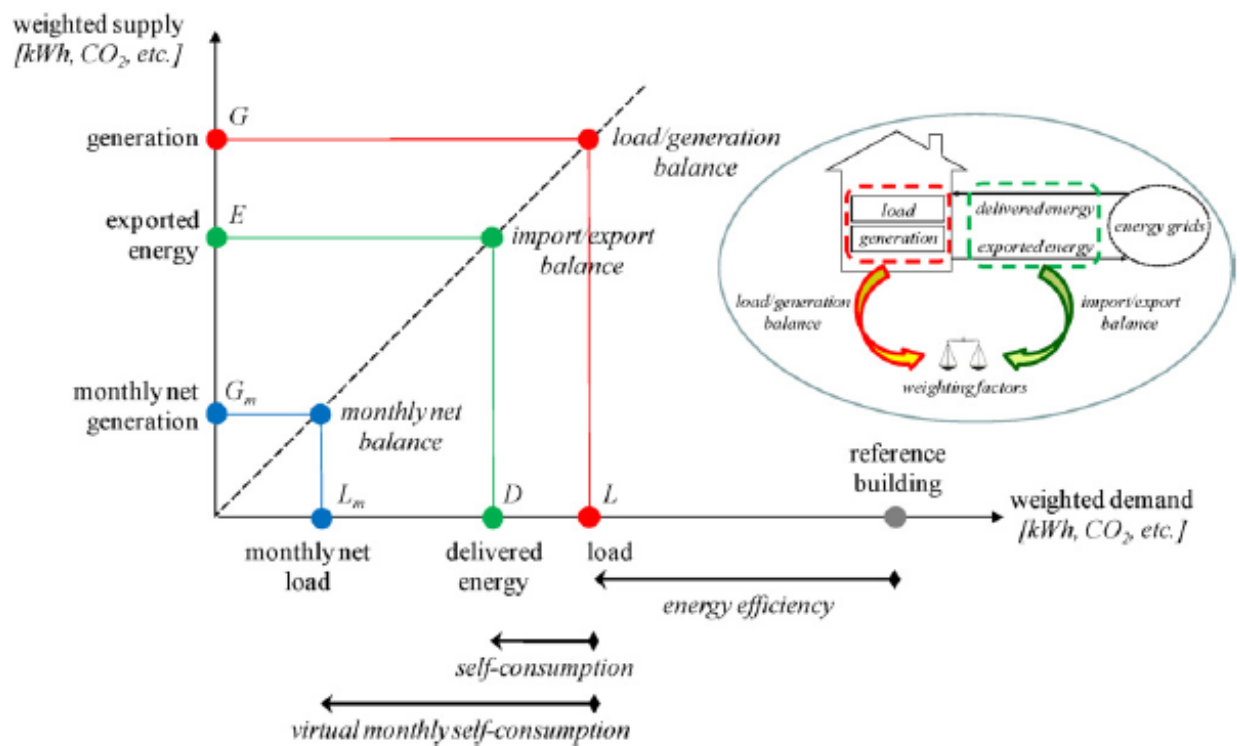 weighted supply
[kWh, CO2, etc.]
G
generation
load/generation
balance
E
exported
energy
import/export
balance
Gm
monthly net
generation
monthly net
balance
Lm
D
L
reference
building
weighted demand
[kWh, CO2, etc.]
monthly net
load
delivered
energy
load
energy efficiency
self-consumption
virtual monthly self-consumption
load
generation
delivered energy
exported energy
energy grids
load/generation
balance
import/export
balance
weighting factors